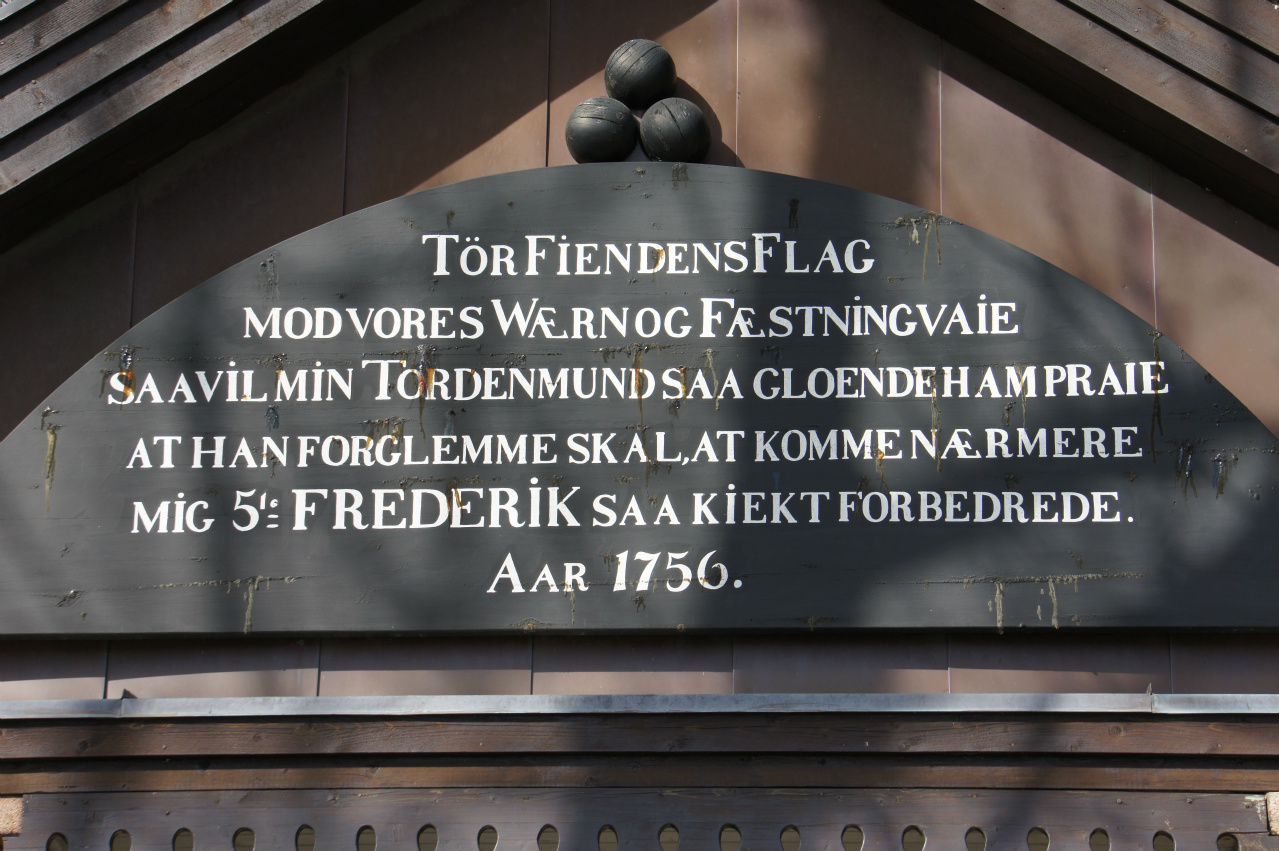 TÖR FiENDENS FLAG
MOD VORES WÆRN OG FÆSTNiNG VAiE
SAA ViL MiN TORDENMUND SAA GLOENDE HAM PRAIE
AT HAN FORGLEMME SKAL, AT KOMME NÆRMERE
MiG 5te FREDERiK SAA KiEKT FORBEDREDE.
AAR 1756.